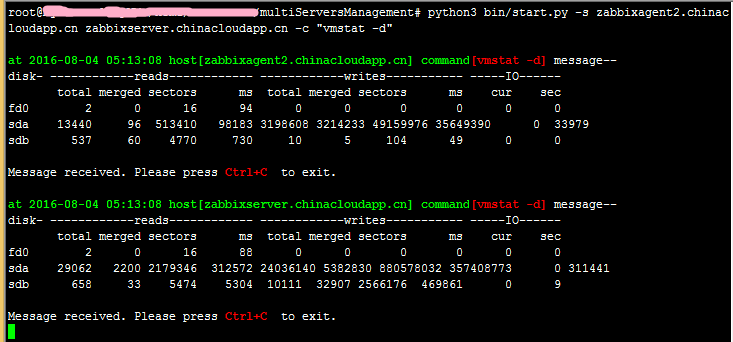 root@ /multiServersManagement# python3 bin/start.py -s zabbixagent2.chinac
loudapp.cn zabbixserver.chinacloudapp.cn -c "vmstat -d"
at 2016-08-04 05:13:08 host[zabbixagent2.chinacloudapp.cn] command[vmstat -d] message--
disk- ------------reads------------ ------------writes----------- -----IO------
total merged sectors ms total merged sectors ms cur sec
fd0 2 0 16 94 0 0 0 0 0 0
sda 13440 96 513410 98183 3198608 3214233 49159976 35649390 0 33979
sdb 537 60 4770 730 10 5 104 49 0 0
Message received. Please press Ctrl+C to exit.
at 2016-08-04 05:13:08 host[zabbixserver.chinacloudapp.cn] command[vmstat -d] message--
disk- ------------reads------------ ------------writes----------- -----IO------
total merged sectors ms total merged sectors ms cur sec
fd0 2 0 16 88 0 0 0 0 0 0
sda 29062 2200 2179346 312572 24036140 5382830 880578032 357408773 0 311441
sdb 658 33 5474 5304 10111 32907 2566176 469861 0 9
Message received. Please press Ctrl+C to exit.